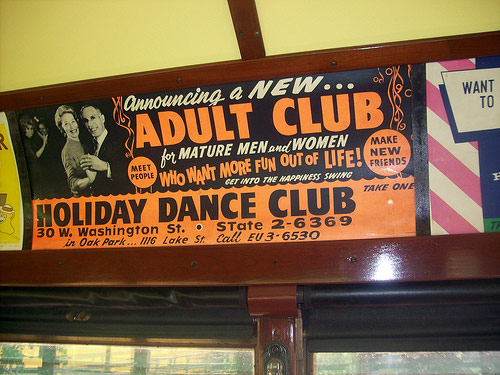 announcing a NEW...
ADULT CLUB
for MATURE MEN and WOMEN
WHO WANT MORE FUN OUT OF LIFE!
MEET
PEOPLE
MAKE
NEW
FRIENDS
GET INTO THE HAPPINESS SWING
TAKE ONE
HOLIDAY DANCE CLUB
30 W. Washington St. • STate 2-6369
in Oak Park... 1116 Lake St. Call EU 3-6530
WANT
TO